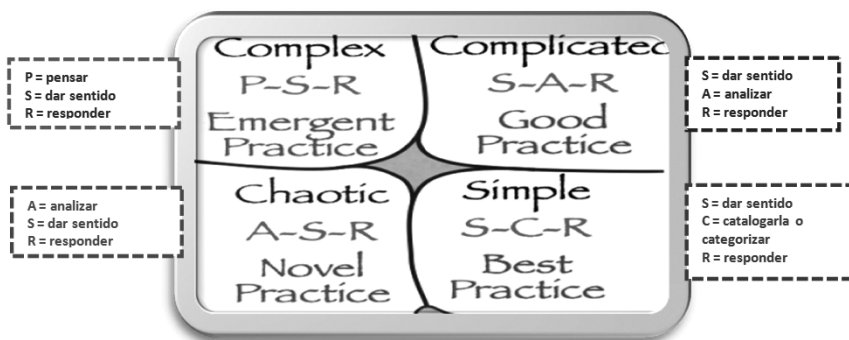 Complex
P-S-R
Emergent
Practice
Complicated
S-A-R
Good
Practice
Chaotic
A-S-R
Novel
Practice
Simple
S-C-R
Best
Practice
P = pensar
S = dar sentido
R = responder
S = dar sentido
A = analizar
R = responder
A = analizar
S = dar sentido
R = responder
S = dar sentido
C = catalogarla o
categorizar
R = responder